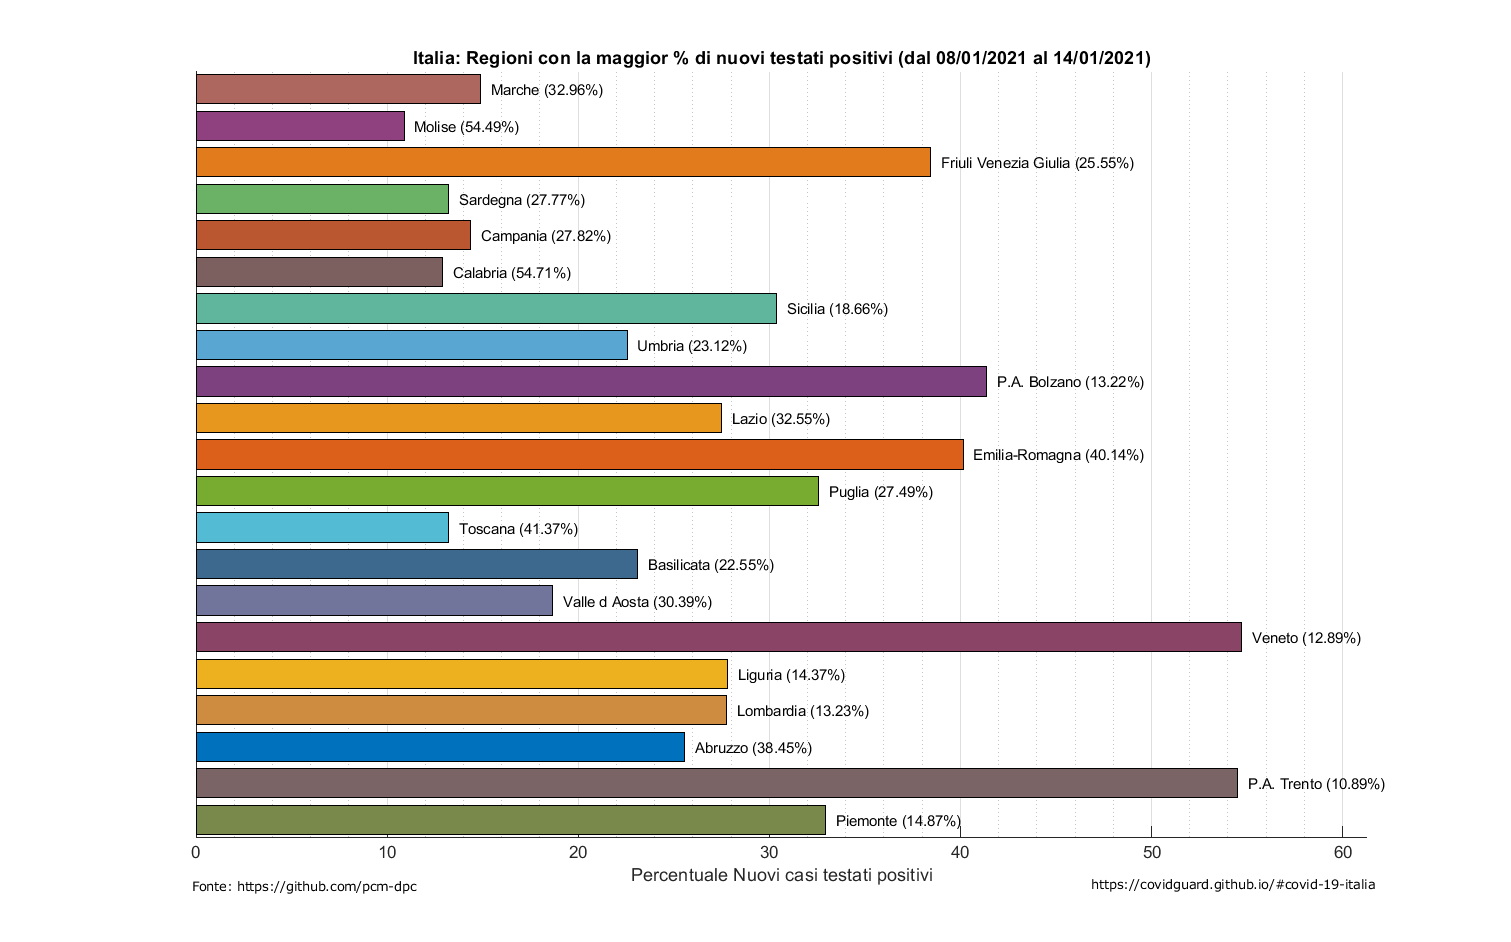 Italia: Regioni con la maggior % di nuovi testati positivi (dal 08/01/2021 al 14/01/2021)
Marche (32.96%)
Molise (54.49%)
Friuli Venezia Giulia (25.55%)
Sardegna (27.77%)
Campania (27.82%)
Calabria (54.71%)
Sicilia (18.66%)
Umbria (23.12%)
P.A. Bolzano (13.22%)
Lazio (32.55%)
Emilia-Romagna (40.14%)
Puglia (27.49%)
Toscana (41.37%)
Basilicata (22.55%)
Valle d Aosta (30.39%)
Veneto (12.89%)
Liguria (14.37%)
Lombardia (13.23%)
Abruzzo (38.45%)
P.A. Trento (10.89%)
Piemonte (14.87%)
0 10 20 30 40 50 60
Percentuale Nuovi casi testati positivi
Fonte: https://github.com/pcm-dpc
https://covidguard.github.io/#covid-19-italia